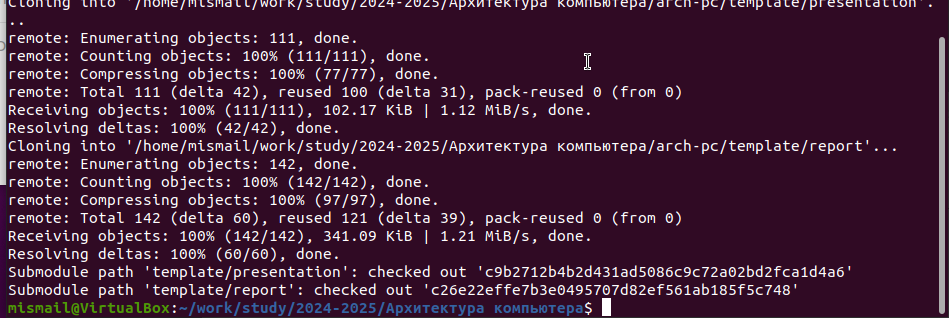 Cloning into '/home/mismail/work/study/2024-2025/Архитектура компьютера/arch-pc/template/presentation'.
..
remote: Enumerating objects: 111, done.
remote: Counting objects: 100% (111/111), done.
remote: Compressing objects: 100% (77/77), done.
remote: Total 111 (delta 42), reused 100 (delta 31), pack-reused 0 (from 0)
Receiving objects: 100% (111/111), 102.17 KiB | 1.12 MiB/s, done.
Resolving deltas: 100% (42/42), done.
Cloning into '/home/mismail/work/study/2024-2025/Архитектура компьютера/arch-pc/template/report'...
remote: Enumerating objects: 142, done.
remote: Counting objects: 100% (142/142), done.
remote: Compressing objects: 100% (97/97), done.
remote: Total 142 (delta 60), reused 121 (delta 39), pack-reused 0 (from 0)
Receiving objects: 100% (142/142), 341.09 KiB | 1.21 MiB/s, done.
Resolving deltas: 100% (60/60), done.
Submodule path 'template/presentation': checked out 'c9b2712b4b2d431ad5086c9c72a02bd2fca1d4a6'
Submodule path 'template/report': checked out 'c26e22effe7b3e0495707d82ef561ab185f5c748'
mismail@VirtualBox:~/work/study/2024-2025/Архитектура компьютера$